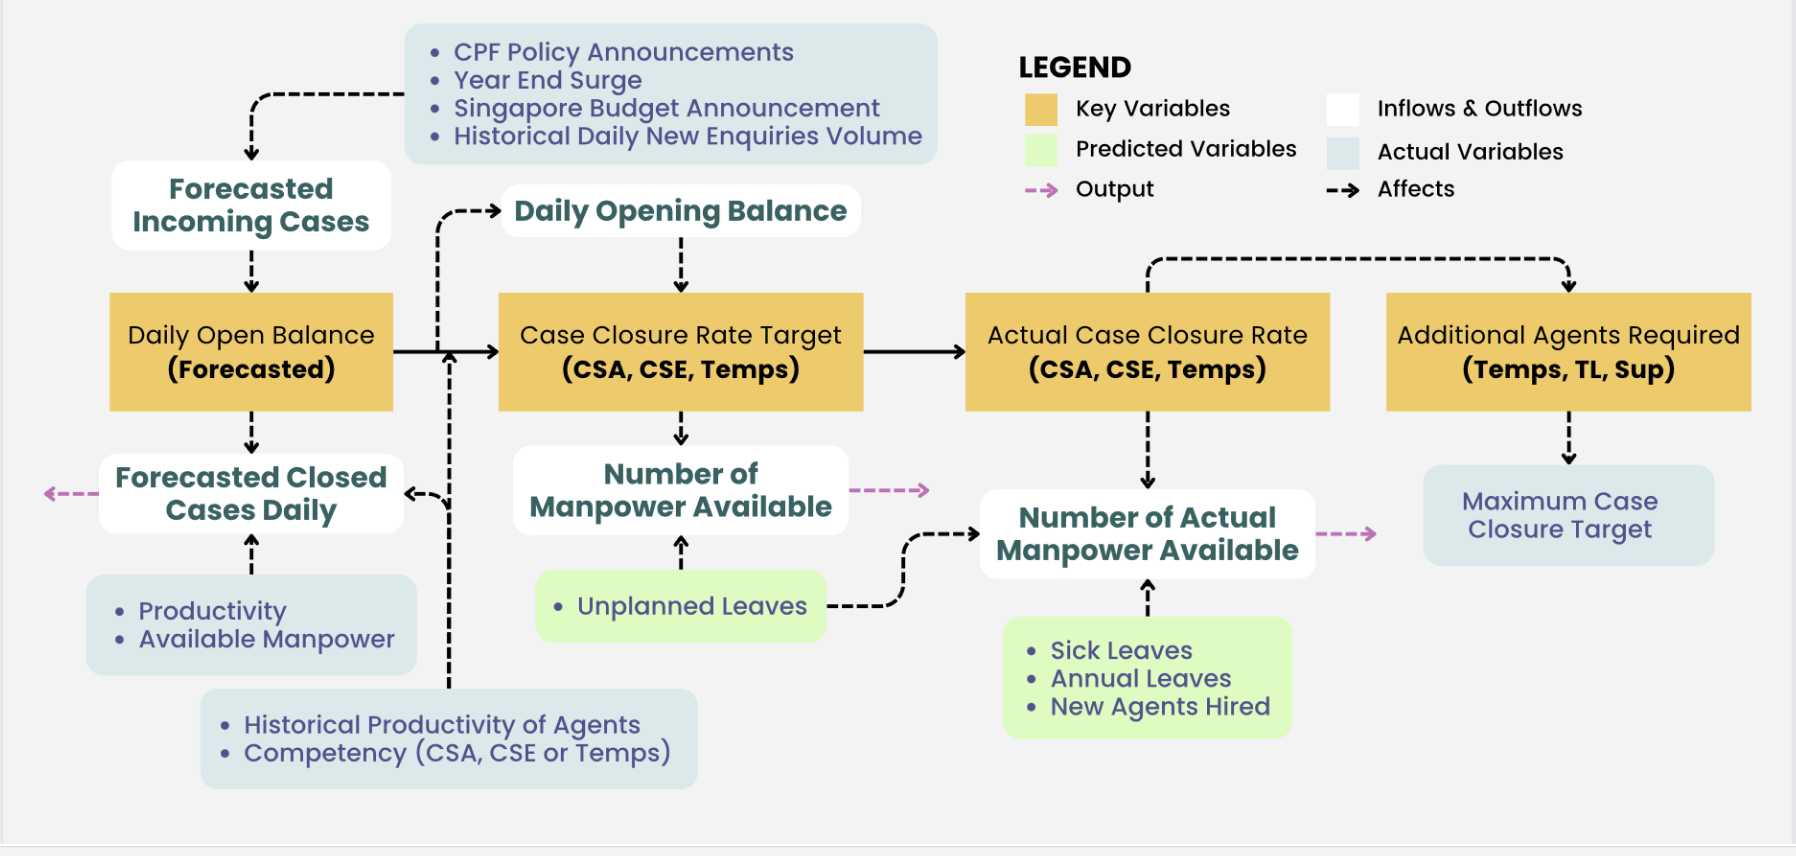 • CPF Policy Announcements
• Year End Surge
• Singapore Budget Announcement
• Historical Daily New Enquiries Volume
LEGEND
Key Variables
Inflows & Outflows
Predicted Variables
Actual Variables
Output
Affects
Forecasted
Incoming Cases
Daily Opening Balance
Daily Open Balance
(Forecasted)
Case Closure Rate Target
(CSA, CSE, Temps)
Actual Case Closure Rate
(CSA, CSE, Temps)
Additional Agents Required
(Temps, TL, Sup)
Forecasted Closed
Cases Daily
Number of
Manpower Available
Number of Actual
Manpower Available
Maximum Case
Closure Target
• Productivity
• Available Manpower
• Unplanned Leaves
• Sick Leaves
• Annual Leaves
• New Agents Hired
• Historical Productivity of Agents
• Competency (CSA, CSE or Temps)